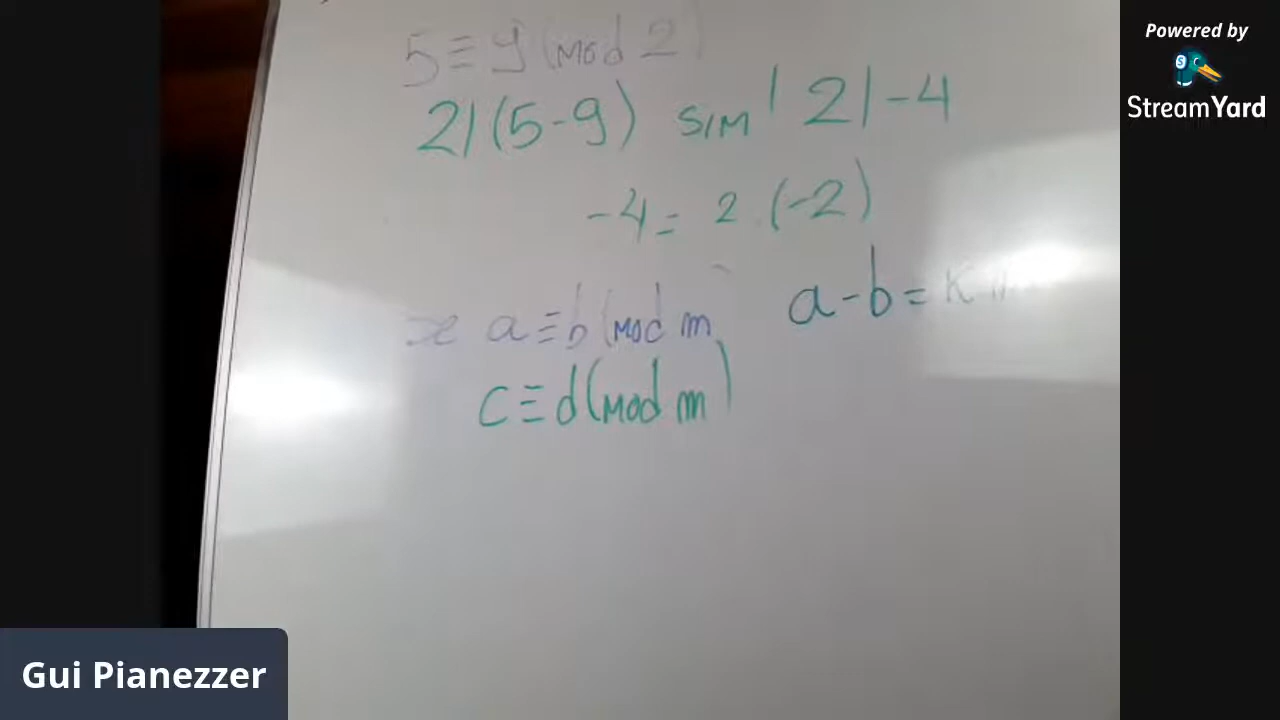 5 ≡ 9 (mod 2)
2|(5-9) sim! 2|-4
-4 = 2.(-2)
se a ≡ b (mod m a-b = K
c ≡ d (mod m)
Powered by
StreamYard
Gui Pianezzer